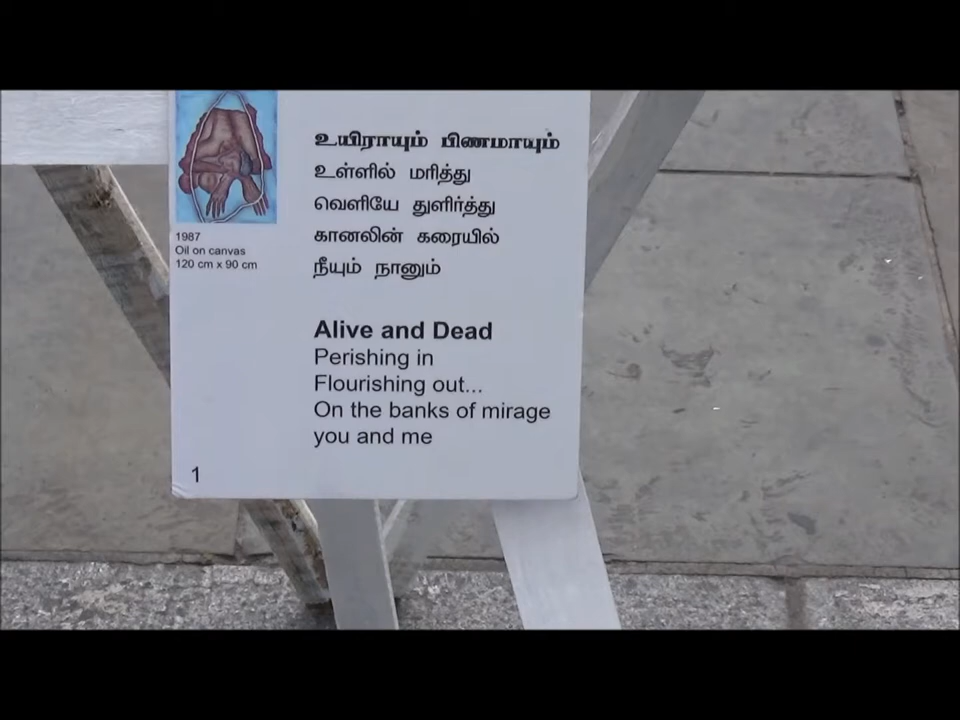 உயிராயும் பிணமாயும்
உள்ளில் மரித்து
வெளியே துளிர்த்து
கானலின் கரையில்
நீயும் நானும்
1987
Oil on canvas
120 cm x 90 cm
Alive and Dead
Perishing in
Flourishing out...
On the banks of mirage
you and me
1